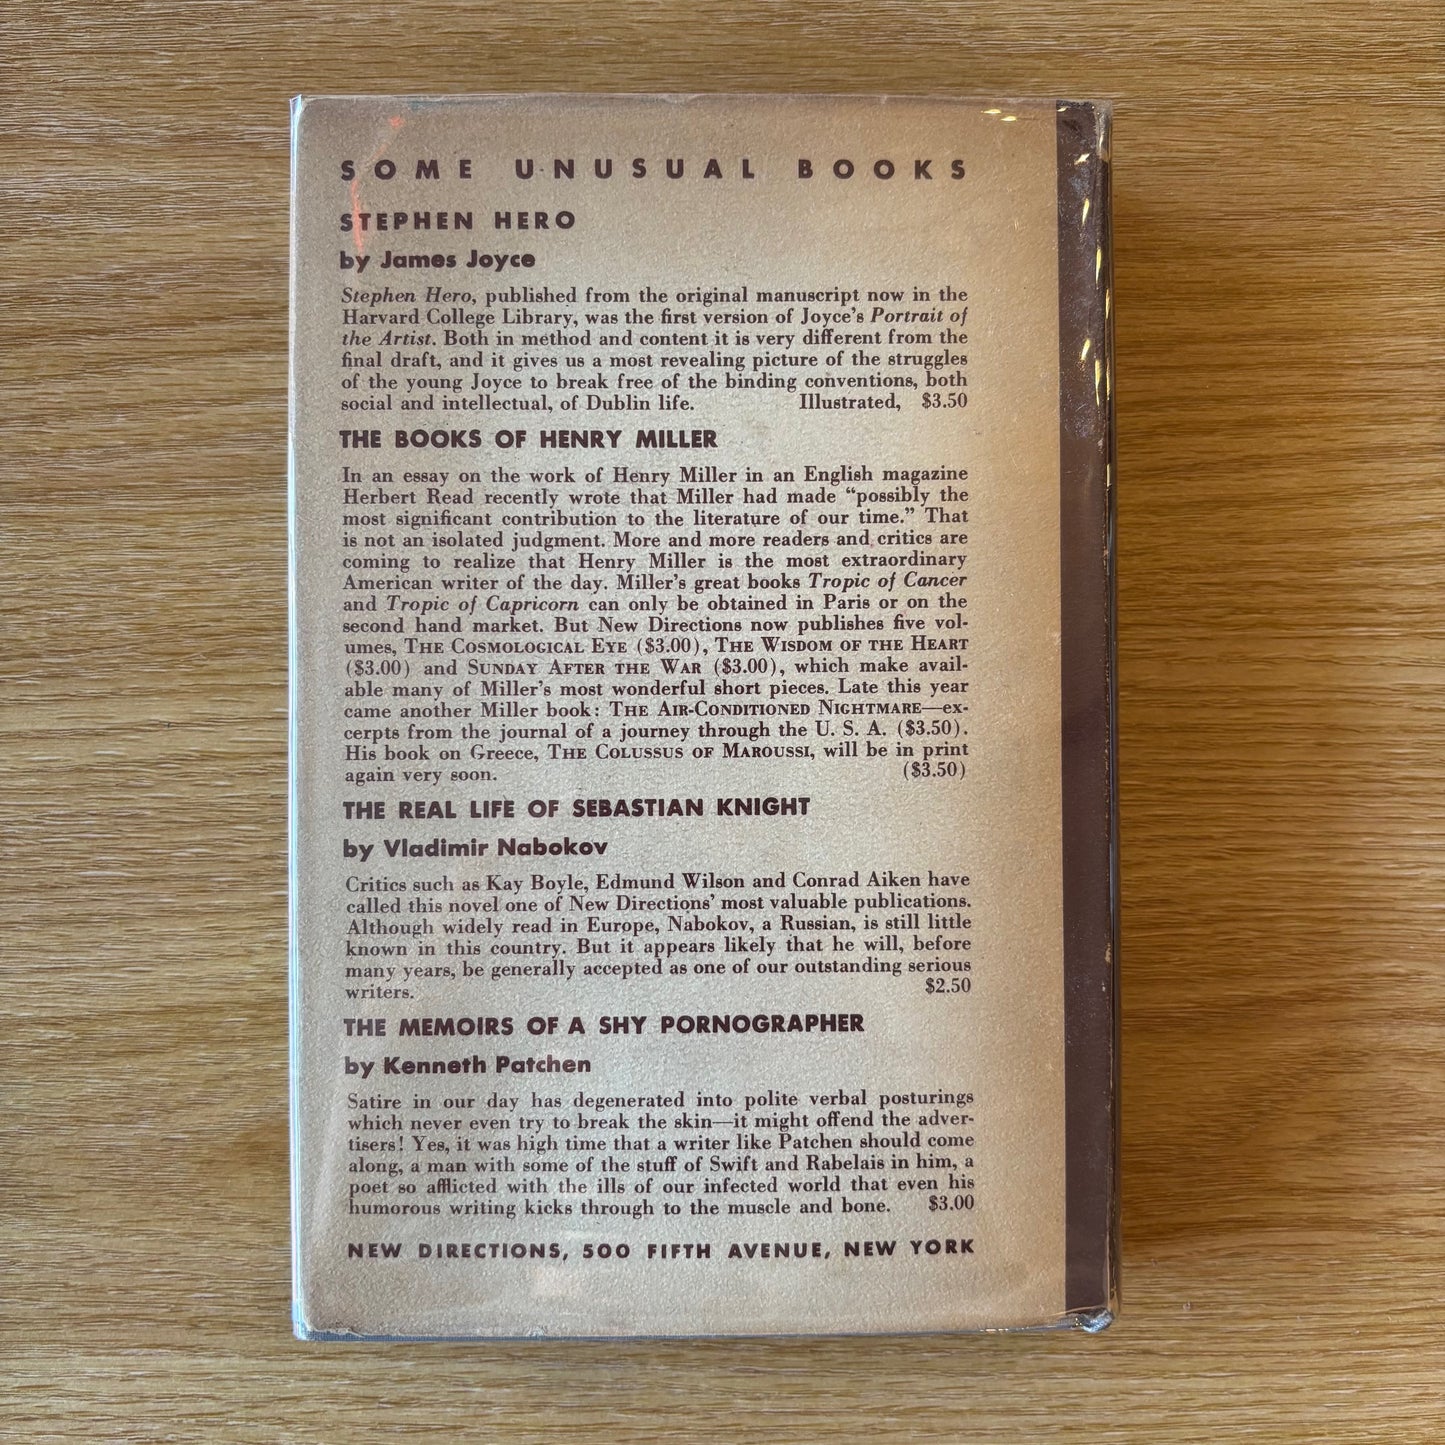 SOME UNUSUAL BOOKS
STEPHEN HERO
by James Joyce
Stephen Hero, published from the original manuscript now in the
Harvard College Library, was the first version of Joyce's Portrait of
the Artist. Both in method and content it is very different from the
final draft, and it gives us a most revealing picture of the struggles
of the young Joyce to break free of the binding conventions, both
social and intellectual, of Dublin life. Illustrated, $3.50
THE BOOKS OF HENRY MILLER
In an essay on the work of Henry Miller in an English magazine
Herbert Read recently wrote that Miller had made "possibly the
most significant contribution to the literature of our time." That
is not an isolated judgment. More and more readers and critics are
coming to realize that Henry Miller is the most extraordinary
American writer of the day. Miller's great books Tropic of Cancer
and Tropic of Capricorn can only be obtained in Paris or on the
second hand market. But New Directions now publishes five vol-
umes, THE COSMOLOGICAL EYE ($3.00), THE WISDOM OF THE HEART
($3.00) and SUNDAY AFTER THE WAR ($3.00), which make avail-
able many of Miller's most wonderful short pieces. Late this year
came another Miller book: THE AIR-CONDITIONED NIGHTMARE—ex-
cerpts from the journal of a journey through the U. S. A. ($3.50).
His book on Greece, THE COLUSSUS OF MAROUSSI, will be in print
again very soon. ($3.50)
THE REAL LIFE OF SEBASTIAN KNIGHT
by Vladimir Nabokov
Critics such as Kay Boyle, Edmund Wilson and Conrad Aiken have
called this novel one of New Directions' most valuable publications.
Although widely read in Europe, Nabokov, a Russian, is still little
known in this country. But it appears likely that he will, before
many years, be generally accepted as one of our outstanding serious
writers. $2.50
THE MEMOIRS OF A SHY PORNOGRAPHER
by Kenneth Patchen
Satire in our day has degenerated into polite verbal posturings
which never even try to break the skin—it might offend the adver-
tisers! Yes, it was high time that a writer like Patchen should come
along, a man with some of the stuff of Swift and Rabelais in him, a
poet so afflicted with the ills of our infected world that even his
humorous writing kicks through to the muscle and bone. $3.00
NEW DIRECTIONS, 500 FIFTH AVENUE, NEW YORK